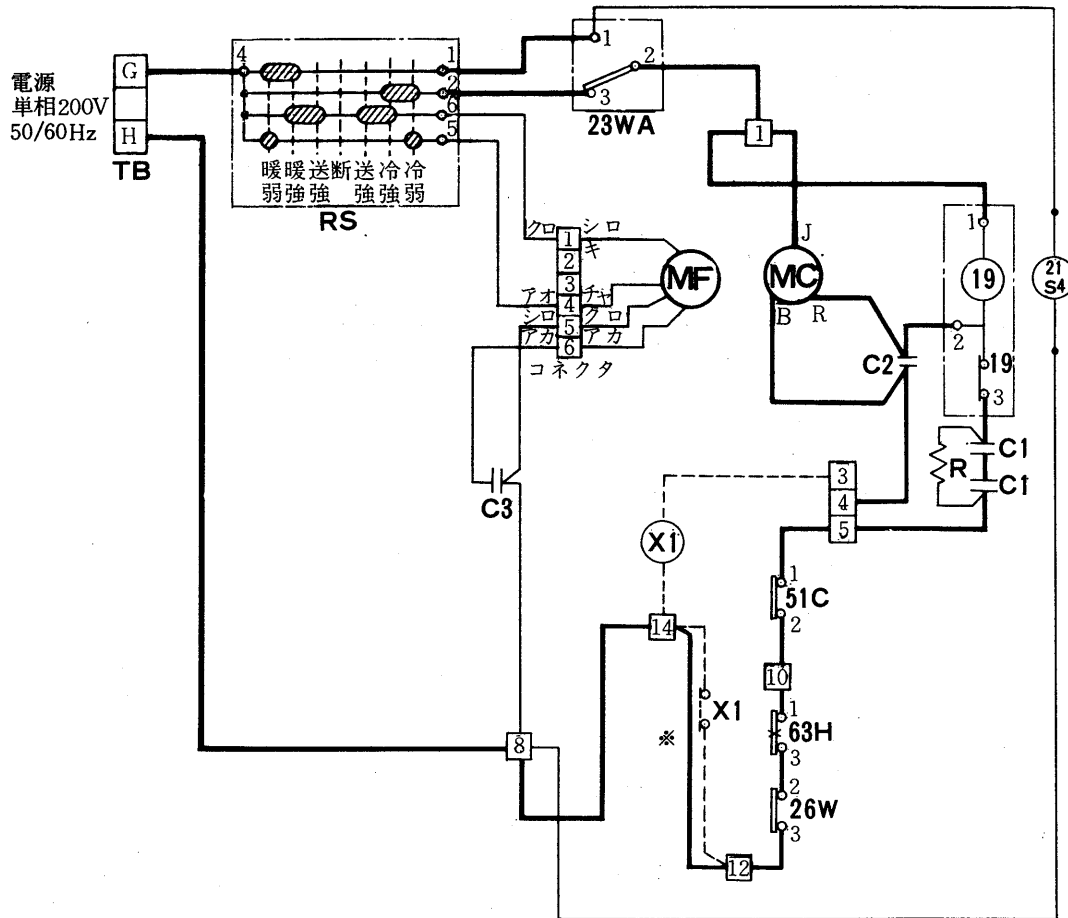 電源
単相200V
50/60Hz
G
H
TB
4
1
2
6
5
暖 暖 送 断 送 冷 冷
弱 強 強 強 強 弱
RS
1
2
3
23WA
1
クロ 1 シロ
2 キ
3
アオ 4 チャ
シロ 5 クロ
アカ 6 アカ
コネクタ
MF
J
MC
B R
C2
1
19
2
19
3
21
S4
R
C1
C1
C3
3
4
5
X1
14
X1
※
8
1
51C
2
10
1
63H
3
2
26W
3
12